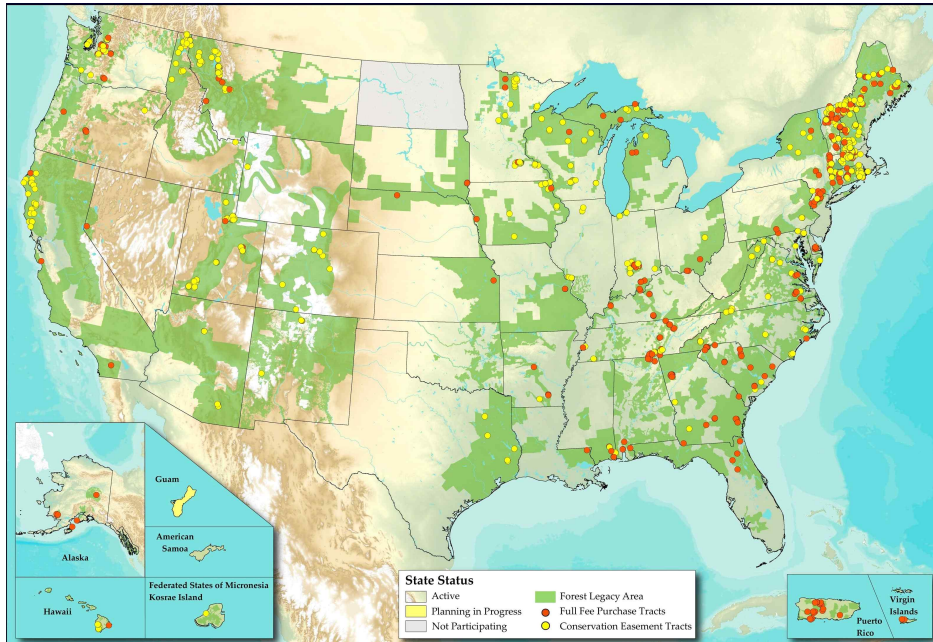 Guam
American
Samoa
Alaska
Hawaii
Federated States of Micronesia
Kosrae Island
State Status
Active
Planning in Progress
Not Participating
Forest Legacy Area
Full Fee Purchase Tracts
Conservation Easement Tracts
Puerto
Rico
Virgin
Islands